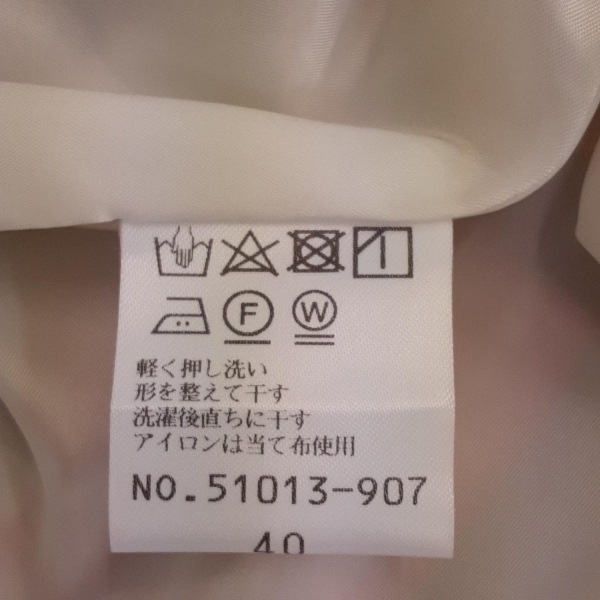 F W
軽く押し洗い
形を整えて干す
洗濯後直ちに干す
アイロンは当て布使用
NO.51013-907
40